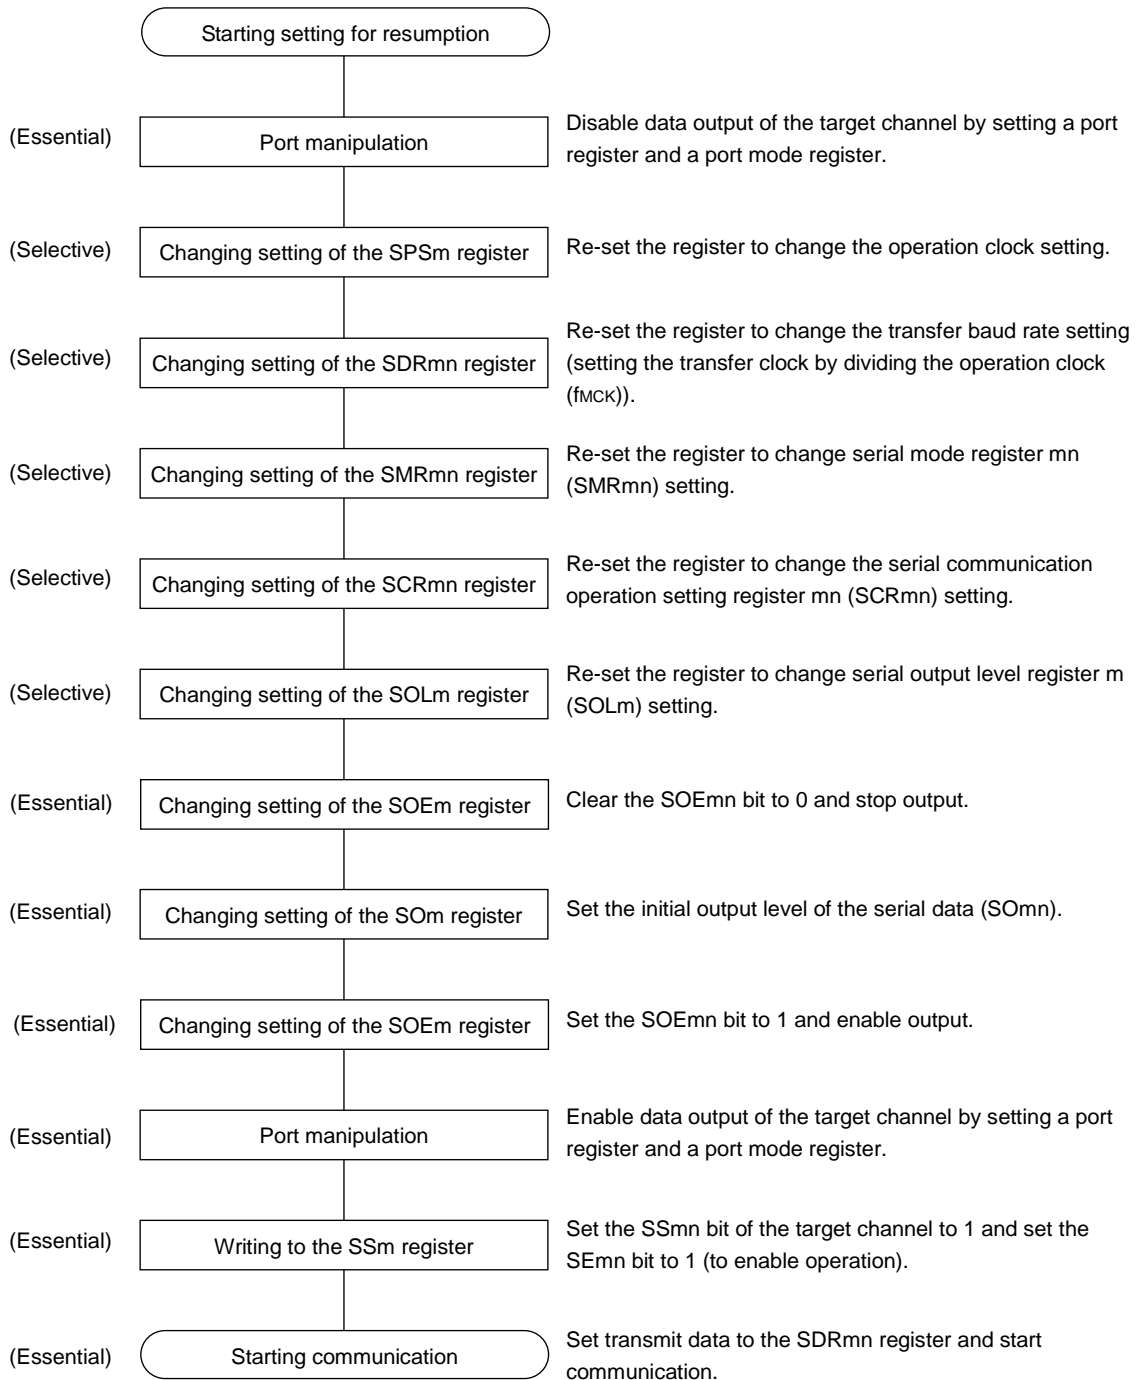 Starting setting for resumption
(Essential)
Port manipulation
Disable data output of the target channel by setting a port
register and a port mode register.
(Selective)
Changing setting of the SPSm register
Re-set the register to change the operation clock setting.
(Selective)
Changing setting of the SDRmn register
Re-set the register to change the transfer baud rate setting
(setting the transfer clock by dividing the operation clock
(fMCK)).
(Selective)
Changing setting of the SMRmn register
Re-set the register to change serial mode register mn
(SMRmn) setting.
(Selective)
Changing setting of the SCRmn register
Re-set the register to change the serial communication
operation setting register mn (SCRmn) setting.
(Selective)
Changing setting of the SOLm register
Re-set the register to change serial output level register m
(SOLm) setting.
(Essential)
Changing setting of the SOEm register
Clear the SOEmn bit to 0 and stop output.
(Essential)
Changing setting of the SOm register
Set the initial output level of the serial data (SOmn).
(Essential)
Changing setting of the SOEm register
Set the SOEmn bit to 1 and enable output.
(Essential)
Port manipulation
Enable data output of the target channel by setting a port
register and a port mode register.
(Essential)
Writing to the SSm register
Set the SSmn bit of the target channel to 1 and set the
SEmn bit to 1 (to enable operation).
(Essential)
Starting communication
Set transmit data to the SDRmn register and start
communication.